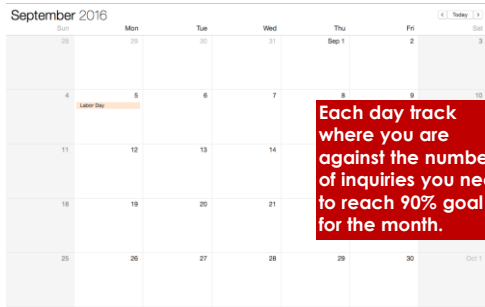 September 2016
< Today >
Sun Mon Tue Wed Thu Fri Sat
28 29 30 31 Sep 1 2 3
4 5 6 7 8 9 10
Labor Day
11 12 13 14
18 19 20 21
25 26 27 28 29 30 Oct 1
Each day track
where you are
against the numbe
of inquiries you nee
to reach 90% goal
for the month.